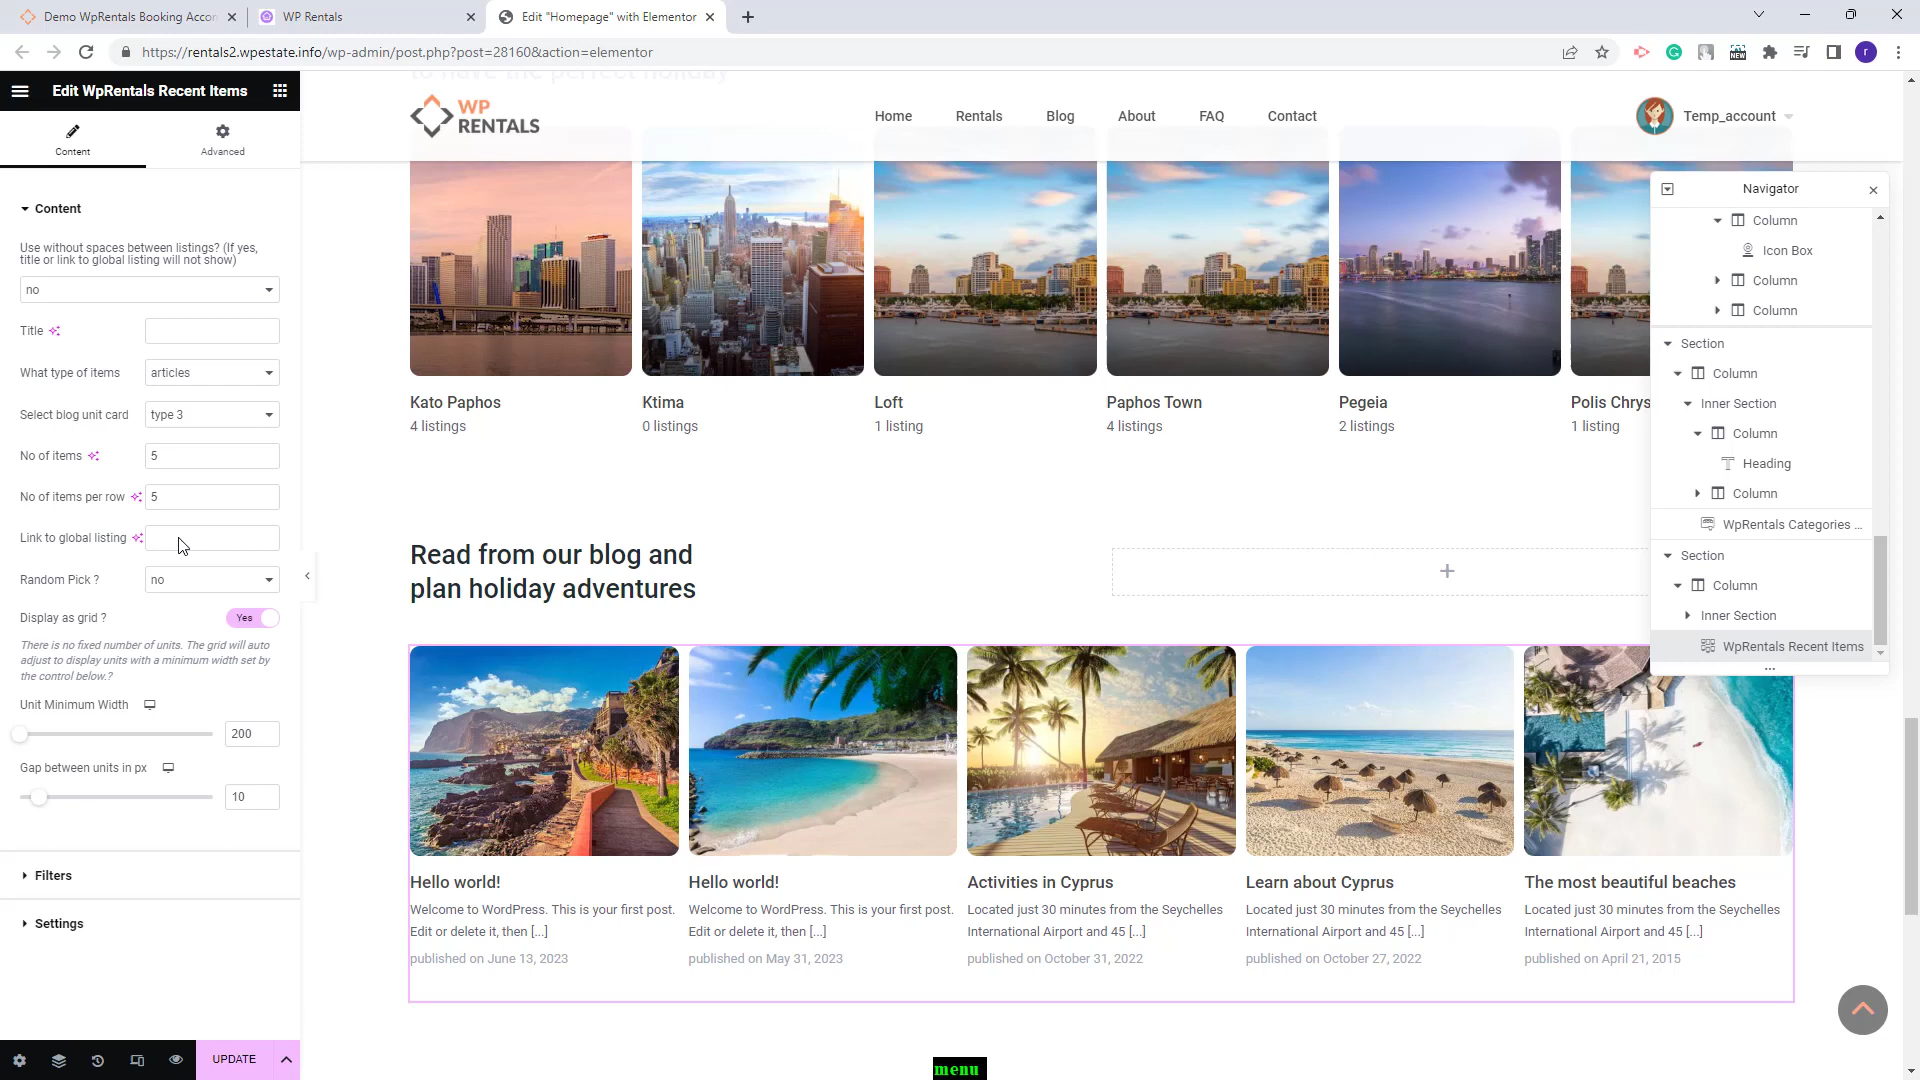 Demo WpRentals Booking Accom
WP Rentals
Edit "Homepage" with Elementor
https://rentals2.wpestate.info/wp-admin/post.php?post=28160&action=elementor
NEW
r
Edit WpRentals Recent Items
Content
Advanced
Content
Use without spaces between listings? (If yes,
title or link to global listing will not show)
no
Title
What type of items
articles
Select blog unit card
type 3
No of items
5
No of items per row
5
Link to global listing
Random Pick ?
no
Display as grid ?
Yes
There is no fixed number of units. The grid will auto
adjust to display units with a minimum width set by
the control below.?
Unit Minimum Width
200
Gap between units in px
10
Filters
Settings
UPDATE
to have the perfect holiday
WP
RENTALS
Home
Rentals
Blog
About
FAQ
Contact
Temp_account
Kato Paphos
4 listings
Ktima
0 listings
Loft
1 listing
Paphos Town
4 listings
Pegeia
2 listings
Polis Chrys
1 listing
Read from our blog and
plan holiday adventures
Hello world!
Welcome to WordPress. This is your first post.
Edit or delete it, then [...]
published on June 13, 2023
Hello world!
Welcome to WordPress. This is your first post.
Edit or delete it, then [...]
published on May 31, 2023
Activities in Cyprus
Located just 30 minutes from the Seychelles
International Airport and 45 [...]
published on October 31, 2022
Learn about Cyprus
Located just 30 minutes from the Seychelles
International Airport and 45 [...]
published on October 27, 2022
The most beautiful beaches
Located just 30 minutes from the Seychelles
International Airport and 45 [...]
published on April 21, 2015
Navigator
Column
Icon Box
Column
Column
Section
Column
Inner Section
Column
Heading
Column
WpRentals Categories ...
Section
Column
Inner Section
WpRentals Recent Items
menu